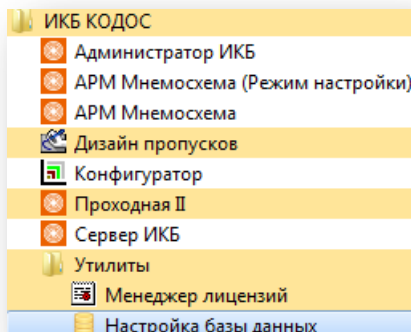 ИКБ КОДОС
Администратор ИКБ
АРМ Мнемосхема (Режим настройки)
АРМ Мнемосхема
Дизайн пропусков
Конфигуратор
Проходная II
Сервер ИКБ
Утилиты
Менеджер лицензий
Настройка базы данных